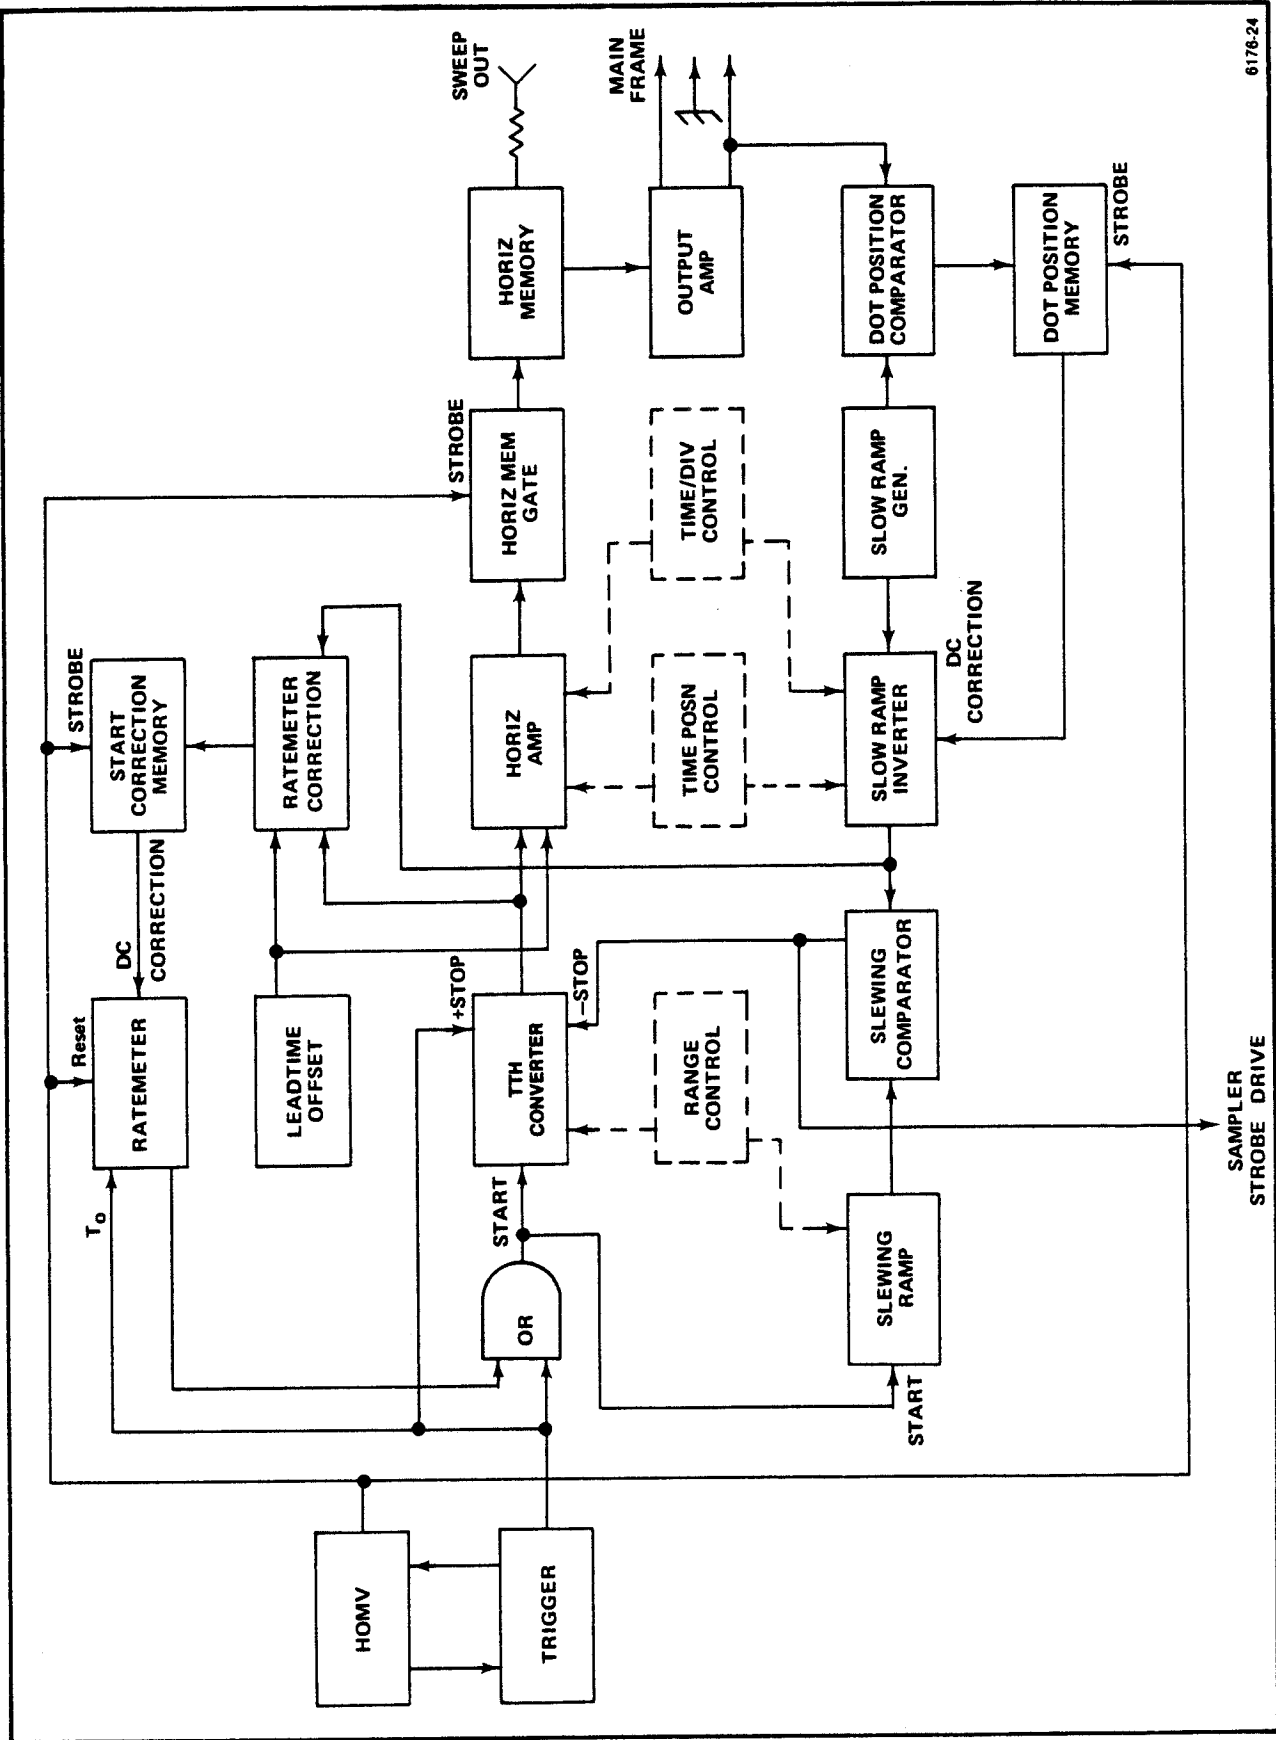 HOMV
TRIGGER
T₀
Reset
RATEMETER
DC
CORRECTION
STROBE
START
CORRECTION
MEMORY
LEADTIME
OFFSET
RATEMETER
CORRECTION
OR
START
+STOP
TTH
CONVERTER
−STOP
HORIZ
AMP
STROBE
HORIZ MEM
GATE
HORIZ
MEMORY
SWEEP
OUT
RANGE
CONTROL
TIME POSN
CONTROL
TIME/DIV
CONTROL
OUTPUT
AMP
MAIN
FRAME
START
SLEWING
RAMP
SLEWING
COMPARATOR
SLOW RAMP
INVERTER
DC
CORRECTION
SLOW RAMP
GEN.
DOT POSITION
COMPARATOR
DOT POSITION
MEMORY
STROBE
SAMPLER
STROBE DRIVE
6176-24